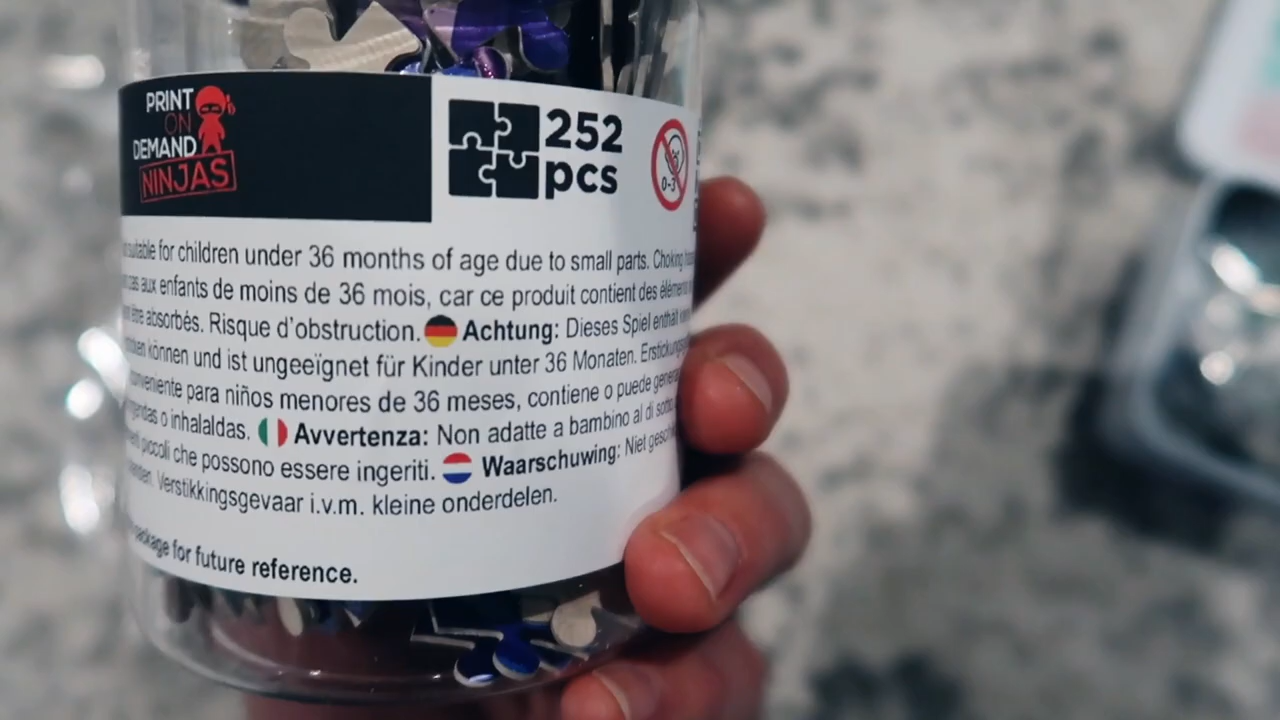 PRINT
ON
DEMAND
NINJAS
252
pcs
0-3
suitable for children under 36 months of age due to small parts. Choking
aux enfants de moins de 36 mois, car ce produit contient des
être absorbés. Risque d'obstruction. Achtung: Dieses Spiel enthält
können und ist ungeeïgnet für Kinder unter 36 Monaten.
para niños menores de 36 meses, contiene o puede
o inhalaldas. Avvertenza: Non adatte a bambino al di sotto
piccoli che possono essere ingeriti. Waarschuwing: Niet
Verstikkingsgevaar i.v.m. kleine onderdelen.
package for future reference.